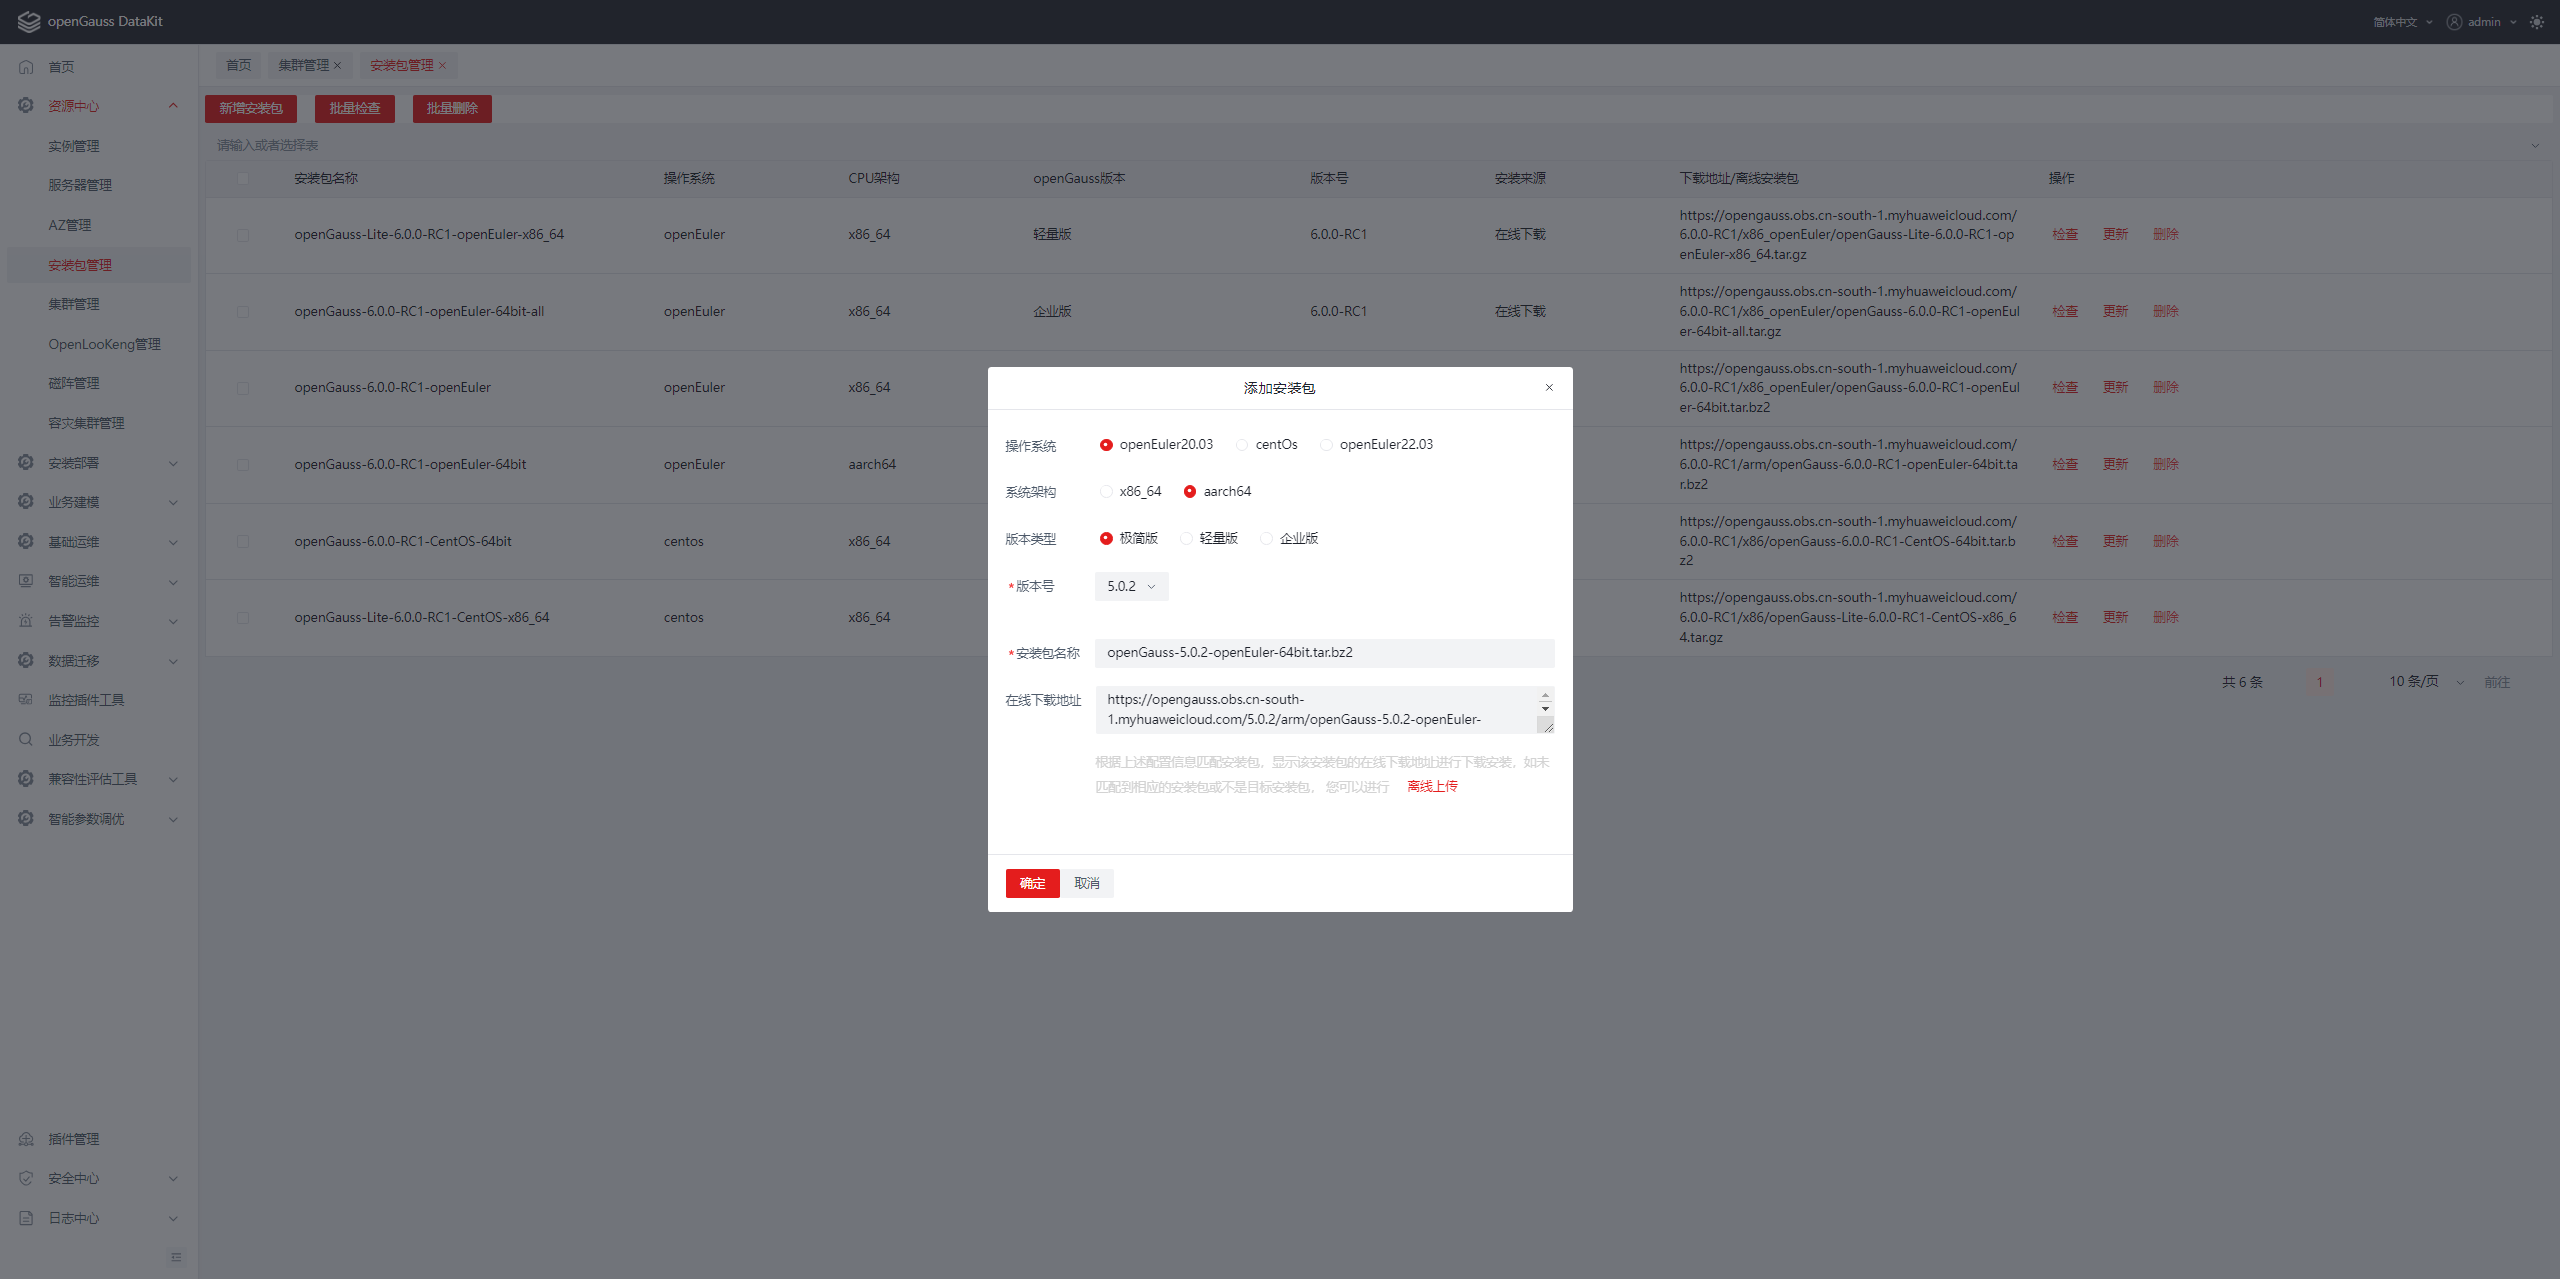 openGauss DataKit
简体中文
admin
首页
资源中心
实例管理
服务器管理
AZ管理
安装包管理
集群管理
OpenLooKeng管理
磁阵管理
容灾集群管理
安装部署
业务建模
基础运维
智能运维
告警监控
数据迁移
监控插件工具
业务开发
兼容性评估工具
智能参数调优
插件管理
安全中心
日志中心
首页
集群管理
安装包管理
新增安装包
批量检查
批量删除
请输入或者选择表
安装包名称 操作系统 CPU架构 openGauss版本 版本号 安装来源 下载地址/离线安装包 操作
openGauss-Lite-6.0.0-RC1-openEuler-x86_64 openEuler x86_64 轻量版 6.0.0-RC1 在线下载
https://opengauss.obs.cn-south-1.myhuaweicloud.com/
6.0.0-RC1/x86_openEuler/openGauss-Lite-6.0.0-RC1-op
enEuler-x86_64.tar.gz
检查 更新 删除
openGauss-6.0.0-RC1-openEuler-64bit-all openEuler x86_64 企业版 6.0.0-RC1 在线下载
https://opengauss.obs.cn-south-1.myhuaweicloud.com/
6.0.0-RC1/x86_openEuler/openGauss-6.0.0-RC1-openEul
er-64bit-all.tar.gz
检查 更新 删除
openGauss-6.0.0-RC1-openEuler openEuler x86_64
https://opengauss.obs.cn-south-1.myhuaweicloud.com/
6.0.0-RC1/x86_openEuler/openGauss-6.0.0-RC1-openEul
er-64bit.tar.bz2
检查 更新 删除
openGauss-6.0.0-RC1-openEuler-64bit openEuler aarch64
https://opengauss.obs.cn-south-1.myhuaweicloud.com/
6.0.0-RC1/arm/openGauss-6.0.0-RC1-openEuler-64bit.ta
r.bz2
检查 更新 删除
openGauss-6.0.0-RC1-CentOS-64bit centos x86_64
https://opengauss.obs.cn-south-1.myhuaweicloud.com/
6.0.0-RC1/x86/openGauss-6.0.0-RC1-CentOS-64bit.tar.b
z2
检查 更新 删除
openGauss-Lite-6.0.0-RC1-CentOS-x86_64 centos x86_64
https://opengauss.obs.cn-south-1.myhuaweicloud.com/
6.0.0-RC1/x86/openGauss-Lite-6.0.0-RC1-CentOS-x86_6
4.tar.gz
检查 更新 删除
共 6 条 1 10 条/页 前往
添加安装包
操作系统 openEuler20.03 centOs openEuler22.03
系统架构 x86_64 aarch64
版本类型 极简版 轻量版 企业版
*版本号 5.0.2
*安装包名称 openGauss-5.0.2-openEuler-64bit.tar.bz2
在线下载地址 https://opengauss.obs.cn-south-
1.myhuaweicloud.com/5.0.2/arm/openGauss-5.0.2-openEuler-
根据上述配置信息匹配安装包，显示该安装包的在线下载地址进行下载安装，如未
匹配到相应的安装包或不是目标安装包， 您可以进行 离线上传
确定 取消